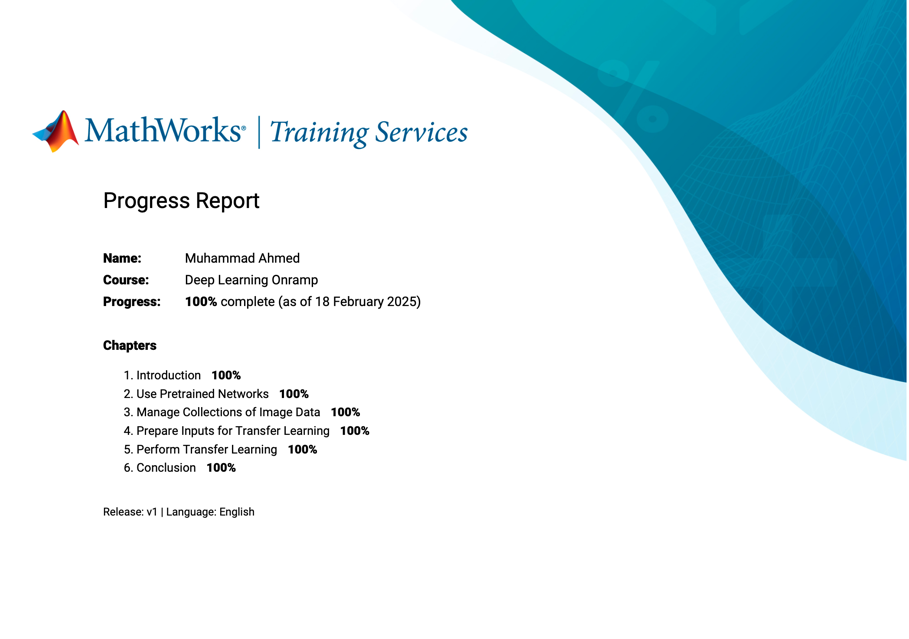 MathWorks® | Training Services
Progress Report
Name: Muhammad Ahmed
Course: Deep Learning Onramp
Progress: 100% complete (as of 18 February 2025)
Chapters
1. Introduction 100%
2. Use Pretrained Networks 100%
3. Manage Collections of Image Data 100%
4. Prepare Inputs for Transfer Learning 100%
5. Perform Transfer Learning 100%
6. Conclusion 100%
Release: v1 | Language: English